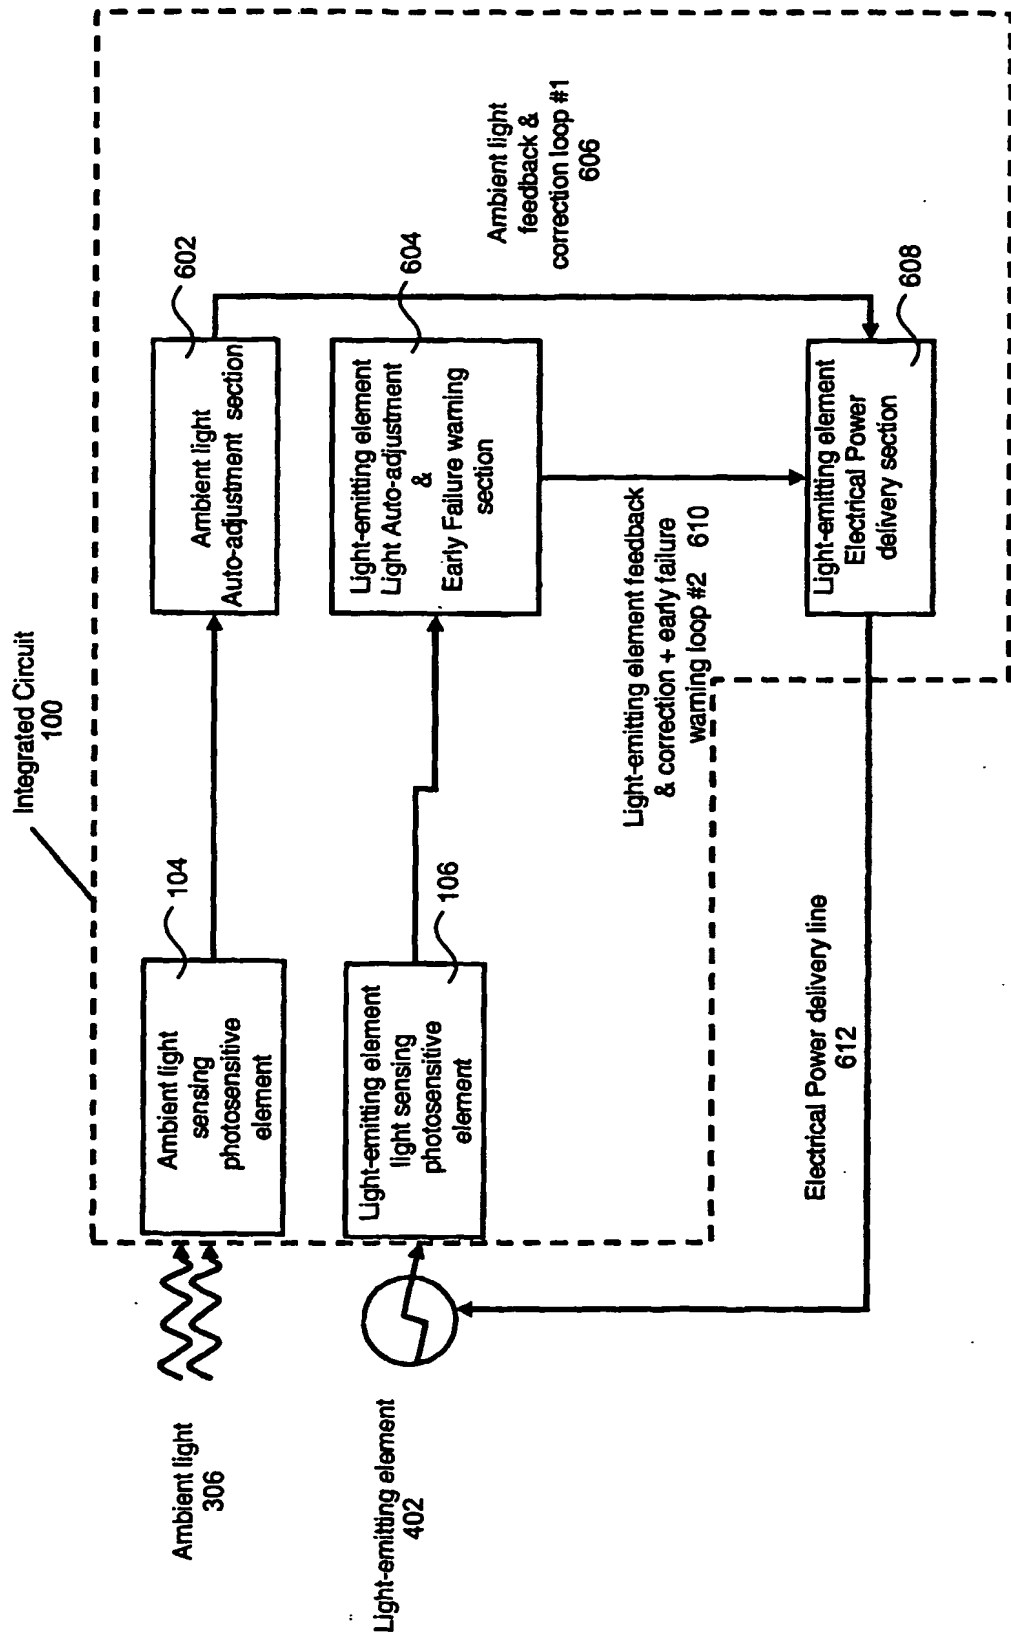 Integrated Circuit
100
Ambient light
306
Ambient light
sensing
photosensitive
element
104
Ambient light
Auto-adjustment section
602
Light-emitting element
402
Light-emitting element
light sensing
photosensitive
element
106
Light-emitting element
Light Auto-adjustment
&
Early Failure warning
section
604
Ambient light
feedback &
correction loop #1
606
Light-emitting element feedback
& correction + early failure
warning loop #2 610
Light-emitting element
Electrical Power
delivery section
608
Electrical Power delivery line
612